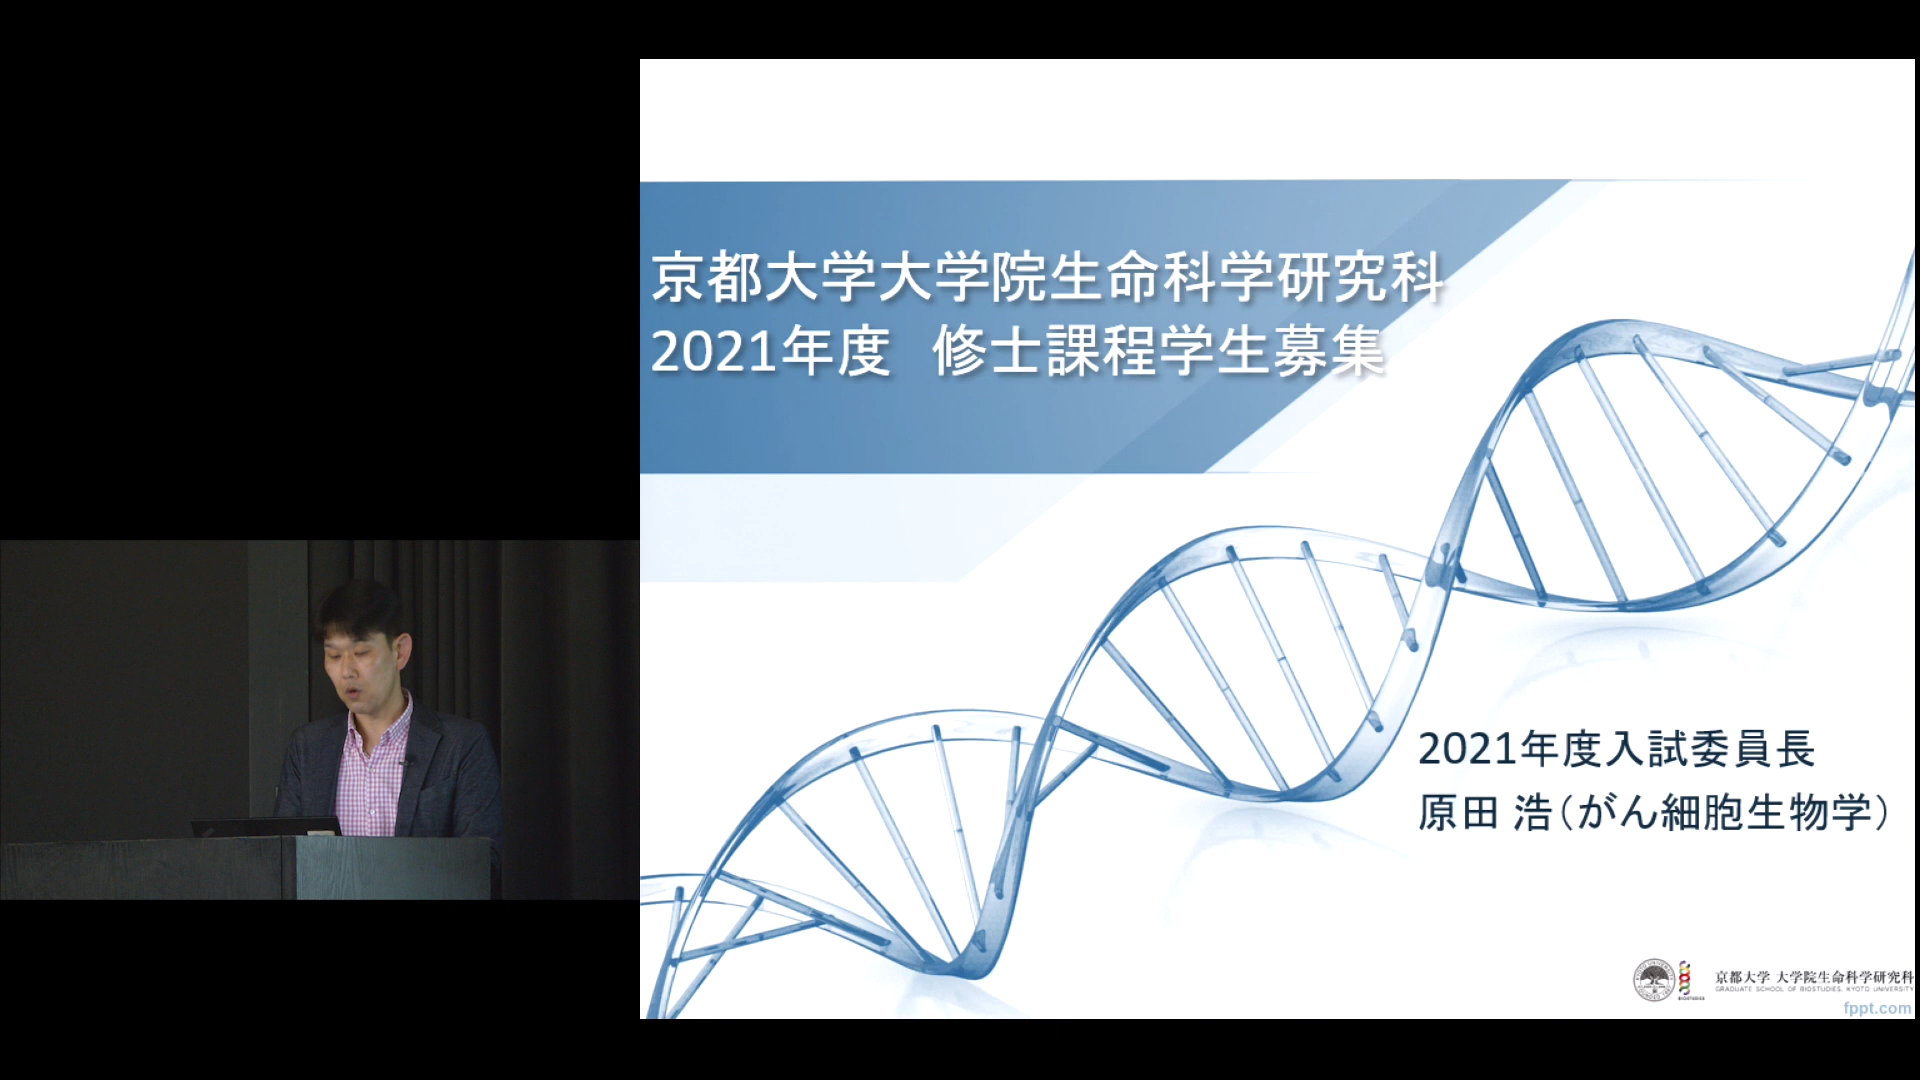 京都大学大学院生命科学研究科
2021年度　修士課程学生募集
2021年度入試委員長
原田 浩（がん細胞生物学）
京都大学 大学院生命科学研究科
GRADUATE SCHOOL OF BIOSTUDIES, KYOTO UNIVERSITY
BIOSTUDIES
fppt.com